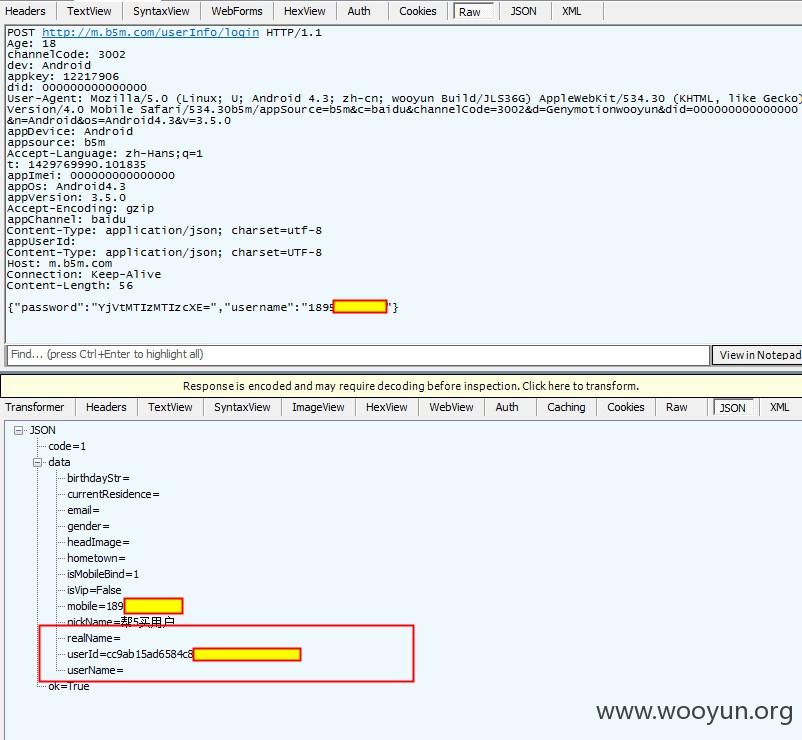 Headers TextView SyntaxView WebForms HexView Auth Cookies Raw JSON XML
POST http://m.b5m.com/userInfo/login HTTP/1.1
Age: 18
channelCode: 3002
dev: Android
appkey: 12217906
did: 000000000000000
User-Agent: Mozilla/5.0 (Linux; U; Android 4.3; zh-cn; wooyun Build/JLS36G) AppleWebKit/534.30 (KHTML, like Gecko)
Version/4.0 Mobile Safari/534.30b5m/appSource=b5m&c=baidu&channelCode=3002&d=Genymotionwooyun&did=000000000000000
&n=Android&os=Android4.3&v=3.5.0
appDevice: Android
appsource: b5m
Accept-Language: zh-Hans;q=1
t: 1429769990.101835
appImei: 000000000000000
appOs: Android4.3
appVersion: 3.5.0
Accept-Encoding: gzip
appChannel: baidu
Content-Type: application/json; charset=utf-8
appUserId:
Content-Type: application/json; charset=UTF-8
Host: m.b5m.com
Connection: Keep-Alive
Content-Length: 56
{"password":"YjVtMTIzMTIzcXE=","username":"1895 "}
Find... (press Ctrl+Enter to highlight all) View in Notepad
Response is encoded and may require decoding before inspection. Click here to transform.
Transformer Headers TextView SyntaxView ImageView HexView WebView Auth Caching Cookies Raw JSON XML
JSON
code=1
data
birthdayStr=
currentResidence=
email=
gender=
headImage=
hometown=
isMobileBind=1
isVip=False
mobile=189
nickName=帮5买用户
realName=
userId=cc9ab15ad6584c8
userName=
ok=True
www.wooyun.org